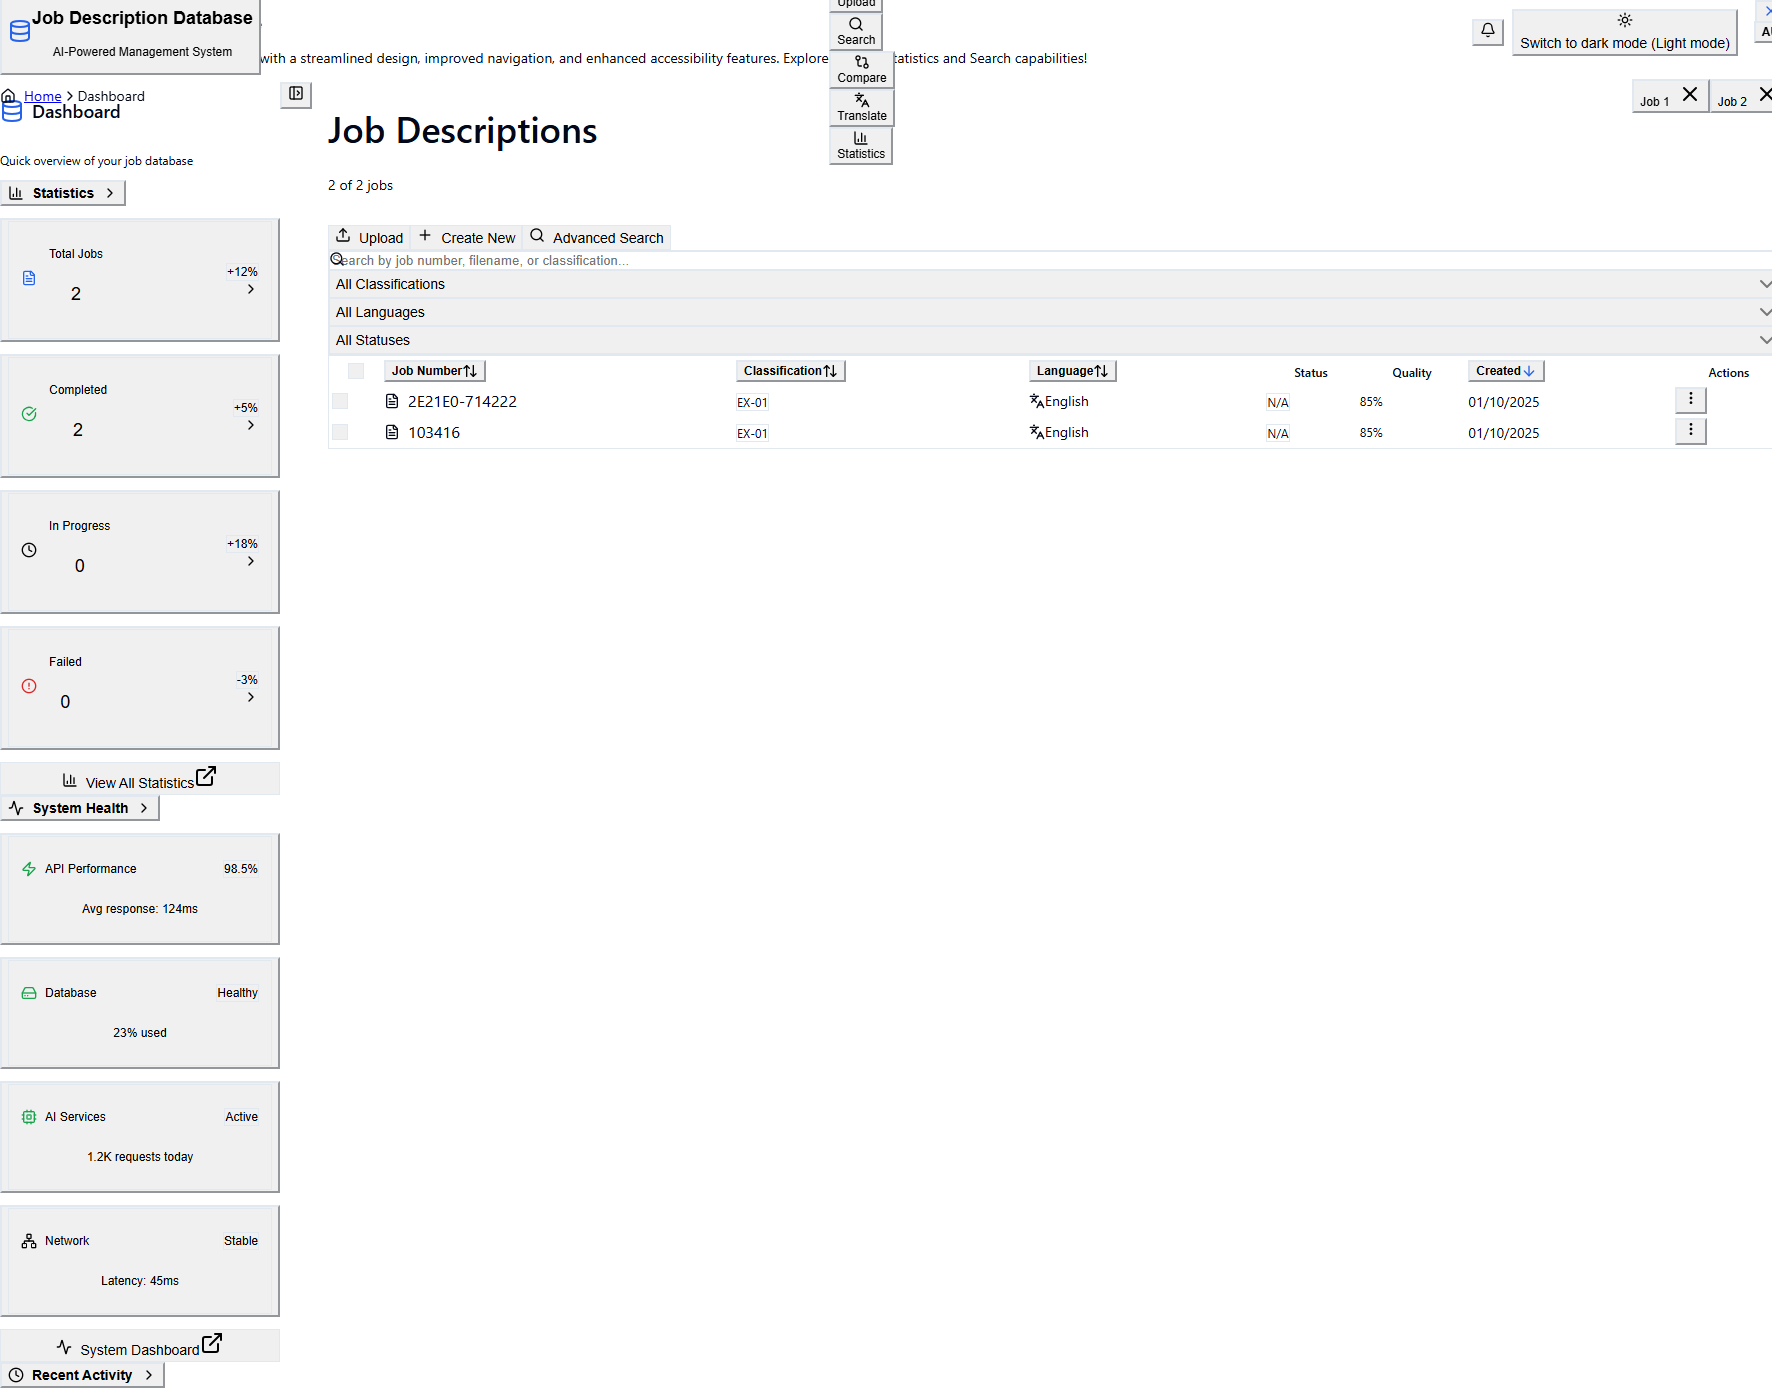 Job Description Database
AI-Powered Management System
Upload
Search
Compare
Translate
Statistics
Switch to dark mode (Light mode)
with a streamlined design, improved navigation, and enhanced accessibility features. Explore
tatistics and Search capabilities!
Home
Dashboard
Job 1
Job 2
Dashboard
Quick overview of your job database
Statistics
Total Jobs
+12%
2
Completed
+5%
2
In Progress
+18%
0
Failed
-3%
0
View All Statistics
System Health
API Performance
98.5%
Avg response: 124ms
Database
Healthy
23% used
AI Services
Active
1.2K requests today
Network
Stable
Latency: 45ms
System Dashboard
Recent Activity
Job Descriptions
2 of 2 jobs
Upload
Create New
Advanced Search
Search by job number, filename, or classification...
All Classifications
All Languages
All Statuses
Job Number
Classification
Language
Status
Quality
Created
Actions
2E21E0-714222
EX-01
English
N/A
85%
01/10/2025
103416
EX-01
English
N/A
85%
01/10/2025